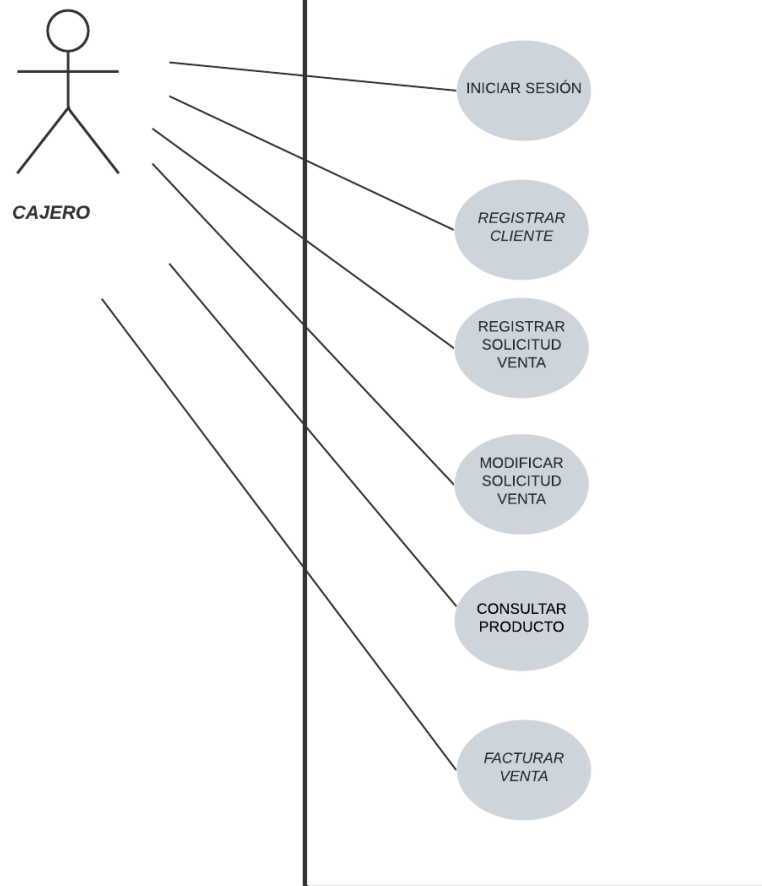 CAJERO
INICIAR SESIÓN
REGISTRAR
CLIENTE
REGISTRAR
SOLICITUD
VENTA
MODIFICAR
SOLICITUD
VENTA
CONSULTAR
PRODUCTO
FACTURAR
VENTA